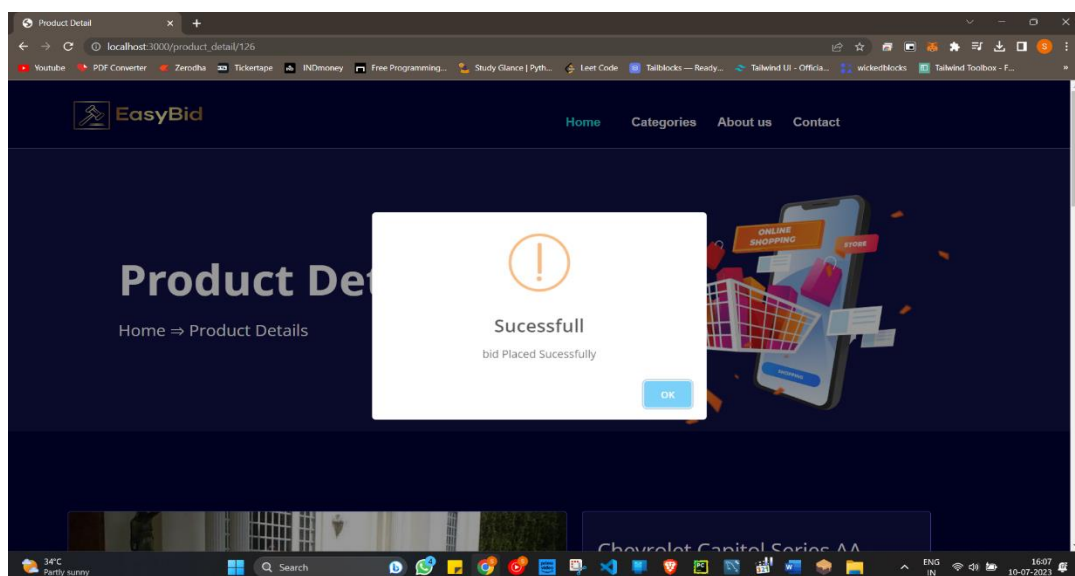 Product Detail
localhost:3000/product_detail/126
Youtube PDF Converter Zerodha Tickertape INDmoney Free Programming... Study Glance | Pyth... Leet Code Tailblocks — Ready... Tailwind UI - Officia... wickedblocks Tailwind Toolbox - F... »
EasyBid
Home Categories About us Contact
ONLINE
SHOPPING
STORE
Product Det
Home ⇒ Product Details
Sucessfull
bid Placed Sucessfully
OK
SHOPPING
Chevrolet Capitol Series AA
34°C
Partly sunny
Search
ENG
IN
16:07
10-07-2023